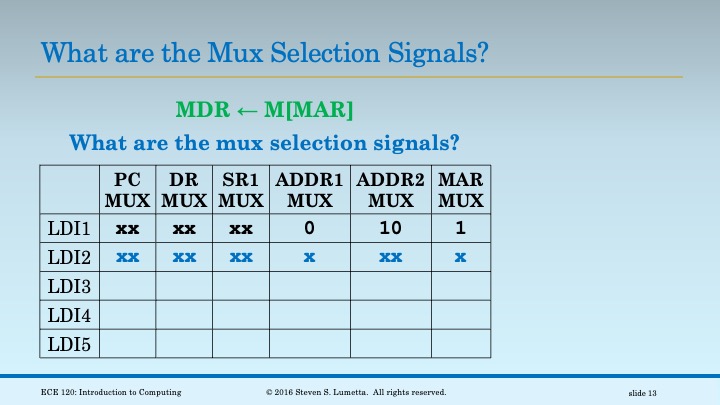 What are the Mux Selection Signals?
MDR ← M[MAR]
What are the mux selection signals?
PC MUX DR MUX SR1 MUX ADDR1 MUX ADDR2 MUX MAR MUX
LDI1 xx xx xx 0 10 1
LDI2 xx xx xx x xx x
LDI3
LDI4
LDI5
ECE 120: Introduction to Computing © 2016 Steven S. Lumetta. All rights reserved. slide 13